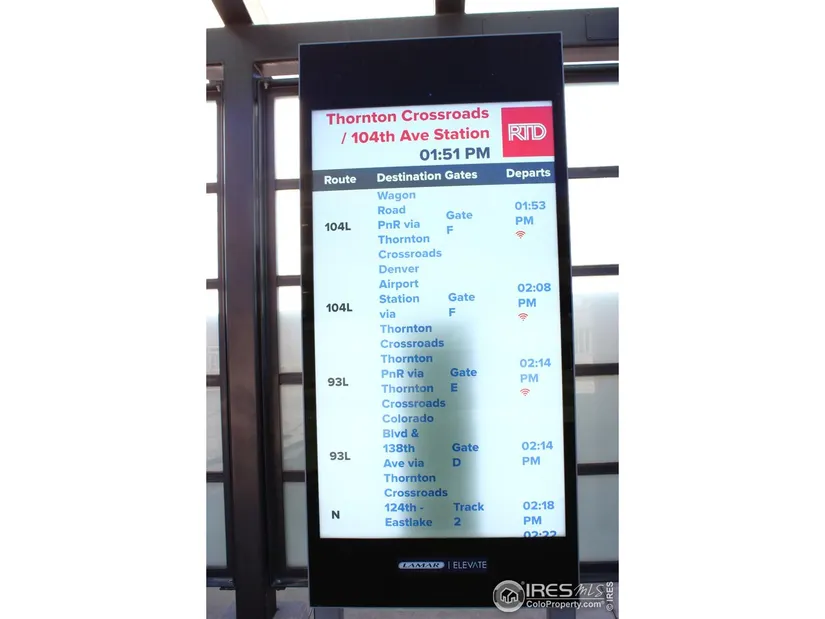 Thornton Crossroads
/ 104th Ave Station
01:51 PM
RTD
Route Destination Gates Departs
104L
Wagon
Road
PnR via
Thornton
Crossroads
Gate
F
01:53
PM
104L
Denver
Airport
Station
via
Thornton
Crossroads
Gate
F
02:08
PM
93L
Thornton
PnR via
Thornton
Crossroads
Gate
E
02:14
PM
93L
Colorado
Blvd &
138th
Ave via
Thornton
Crossroads
Gate
D
02:14
PM
N
124th -
Eastlake
Track
2
02:18
PM
02:22
LAMAR | ELEVATE
IRES mls
ColoProperty.com
© IRES